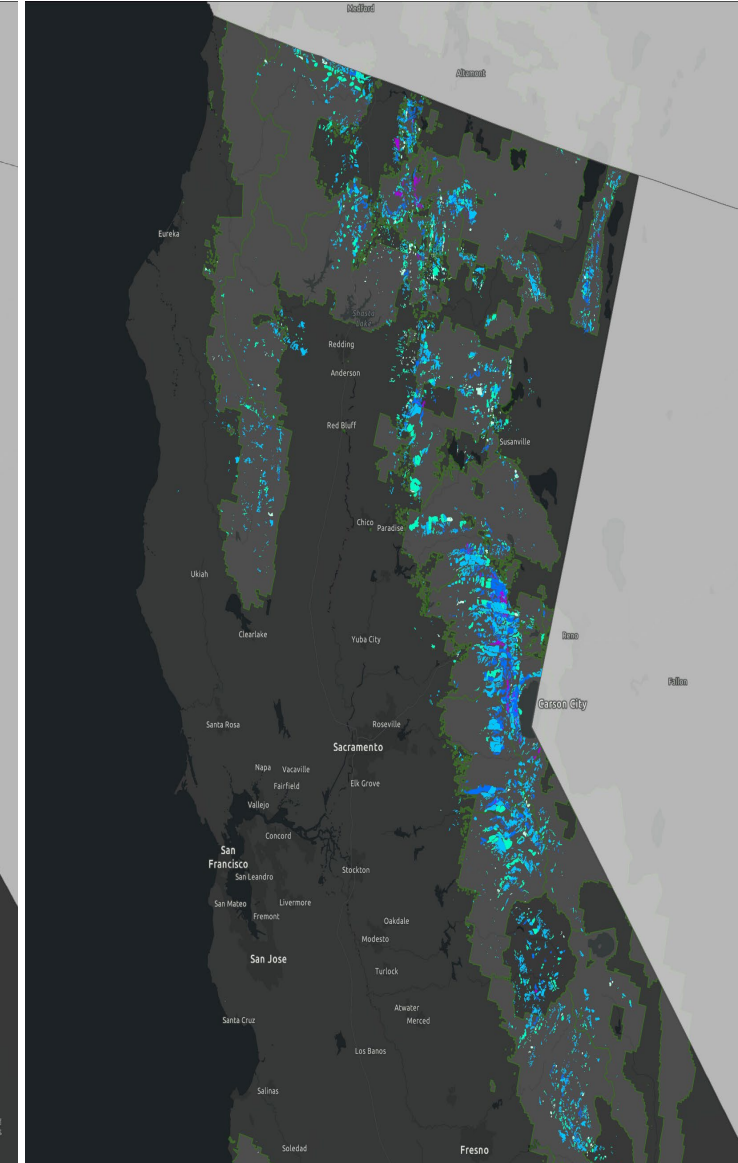 Medford
Altamont
Eureka
Shasta
Lake
Redding
Anderson
Red Bluff
Susanville
Chico
Paradise
Ukiah
Clearlake
Yuba City
Reno
Fallon
Carson City
Santa Rosa
Roseville
Sacramento
Napa
Vacaville
Fairfield
Elk Grove
Vallejo
Concord
San
Francisco
San Leandro
Stockton
San Mateo
Livermore
Fremont
Oakdale
Modesto
San Jose
Turlock
Atwater
Santa Cruz
Merced
Los Banos
Salinas
Soledad
Fresno